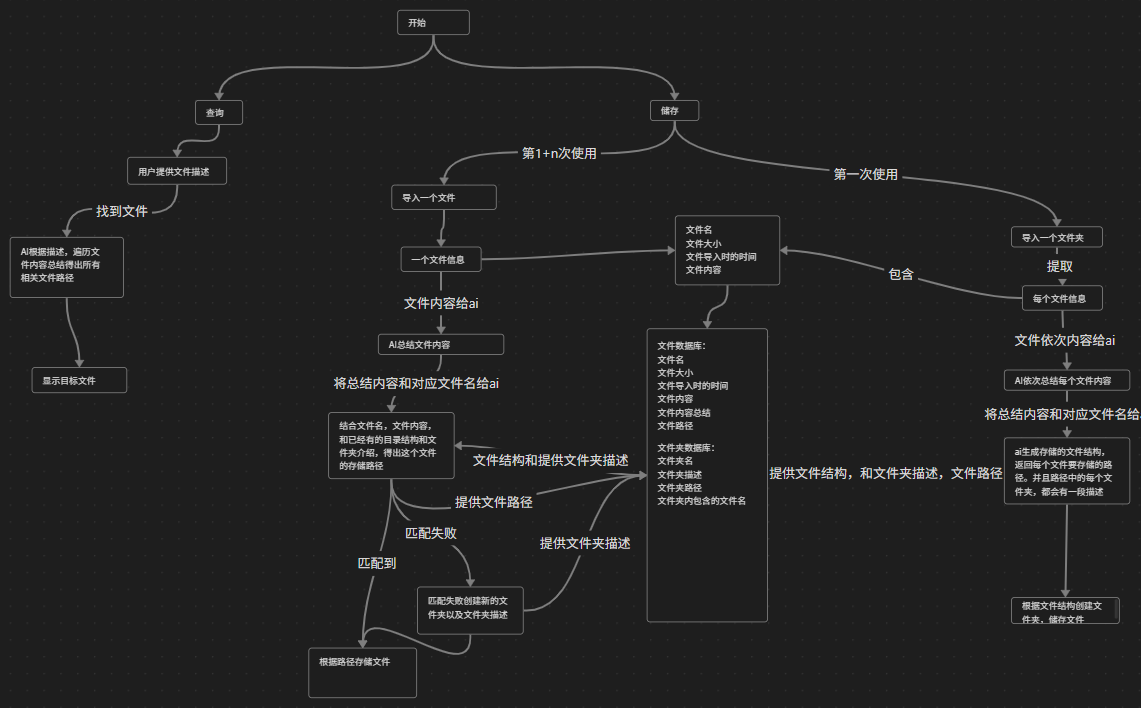 开始
查询
储存
第1+n次使用
第一次使用
用户提供文件描述
导入一个文件
找到文件
文件名
文件大小
文件导入时的时间
文件内容
导入一个文件夹
AI根据描述，遍历文
件内容总结得出所有
相关文件路径
一个文件信息
包含
提取
每个文件信息
文件内容给ai
AI总结文件内容
文件依次内容给ai
显示目标文件
将总结内容和对应文件名给ai
AI依次总结每个文件内容
文件数据库：
文件名
文件大小
文件导入时的时间
文件内容
文件内容总结
文件路径
文件夹数据库：
文件夹名
文件夹描述
文件夹路径
文件夹内包含的文件名
将总结内容和对应文件名给
结合文件名，文件内容，
和已经有的目录结构和文
件夹介绍，得出这个文件
的存储路径
文件结构和提供文件夹描述
提供文件结构，和文件夹描述，文件路径
ai生成存储的文件结构，
返回每个文件要存储的路
径。并且路径中的每个文
件夹，都会有一段描述
提供文件路径
匹配失败
提供文件夹描述
匹配到
匹配失败创建新的文
件夹以及文件夹描述
根据文件结构创建文
件夹，储存文件
根据路径存储文件